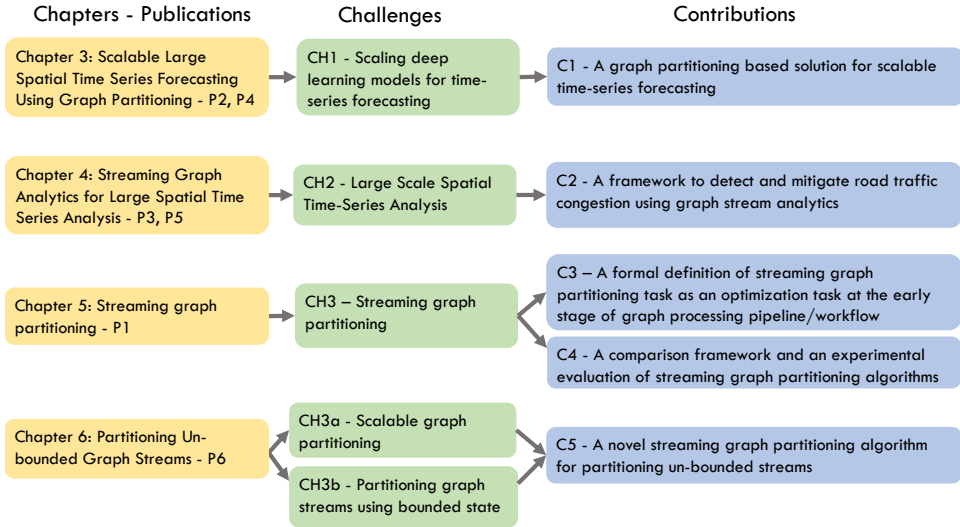 Chapters - Publications
Challenges
Contributions
Chapter 3: Scalable Large
Spatial Time Series Forecasting
Using Graph Partitioning - P2, P4
CH1 - Scaling deep
learning models for time-
series forecasting
C1 - A graph partitioning based solution for scalable
time-series forecasting
Chapter 4: Streaming Graph
Analytics for Large Spatial Time
Series Analysis - P3, P5
CH2 - Large Scale Spatial
Time-Series Analysis
C2 - A framework to detect and mitigate road traffic
congestion using graph stream analytics
Chapter 5: Streaming graph
partitioning - P1
CH3 – Streaming graph
partitioning
C3 – A formal definition of streaming graph
partitioning task as an optimization task at the early
stage of graph processing pipeline/workflow
C4 - A comparison framework and an experimental
evaluation of streaming graph partitioning algorithms
Chapter 6: Partitioning Un-
bounded Graph Streams - P6
CH3a - Scalable graph
partitioning
CH3b - Partitioning graph
streams using bounded state
C5 - A novel streaming graph partitioning algorithm
for partitioning un-bounded streams